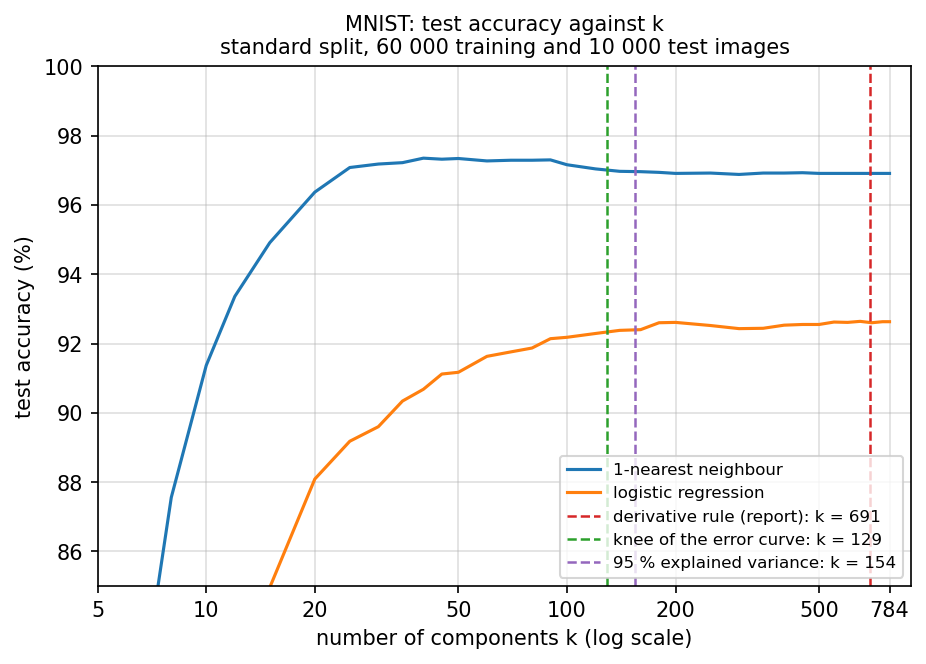 MNIST: test accuracy against k
standard split, 60 000 training and 10 000 test images
100
98
96
94
92
90
88
86
test accuracy (%)
1-nearest neighbour
logistic regression
derivative rule (report): k = 691
knee of the error curve: k = 129
95 % explained variance: k = 154
5 10 20 50 100 200 500 784
number of components k (log scale)